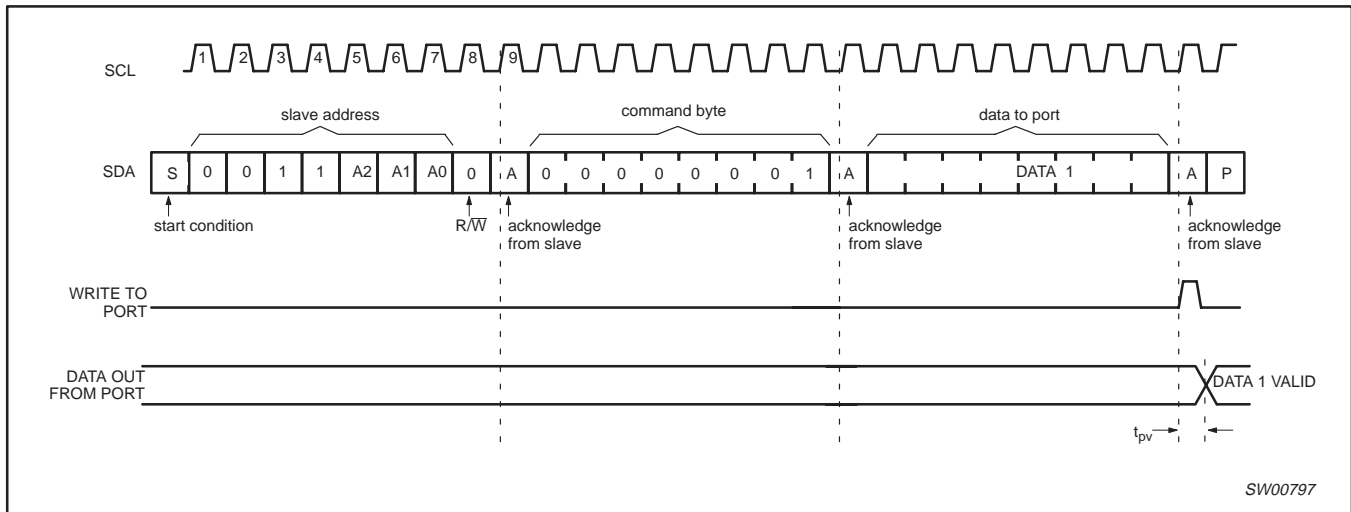 SCL 1 2 3 4 5 6 7 8 9
slave address command byte data to port
SDA S 0 0 1 1 A2 A1 A0 0 A 0 0 0 0 0 0 0 1 A DATA 1 A P
start condition R/W̅ acknowledge from slave acknowledge from slave acknowledge from slave
WRITE TO
PORT
DATA OUT
FROM PORT
DATA 1 VALID
tpv
SW00797